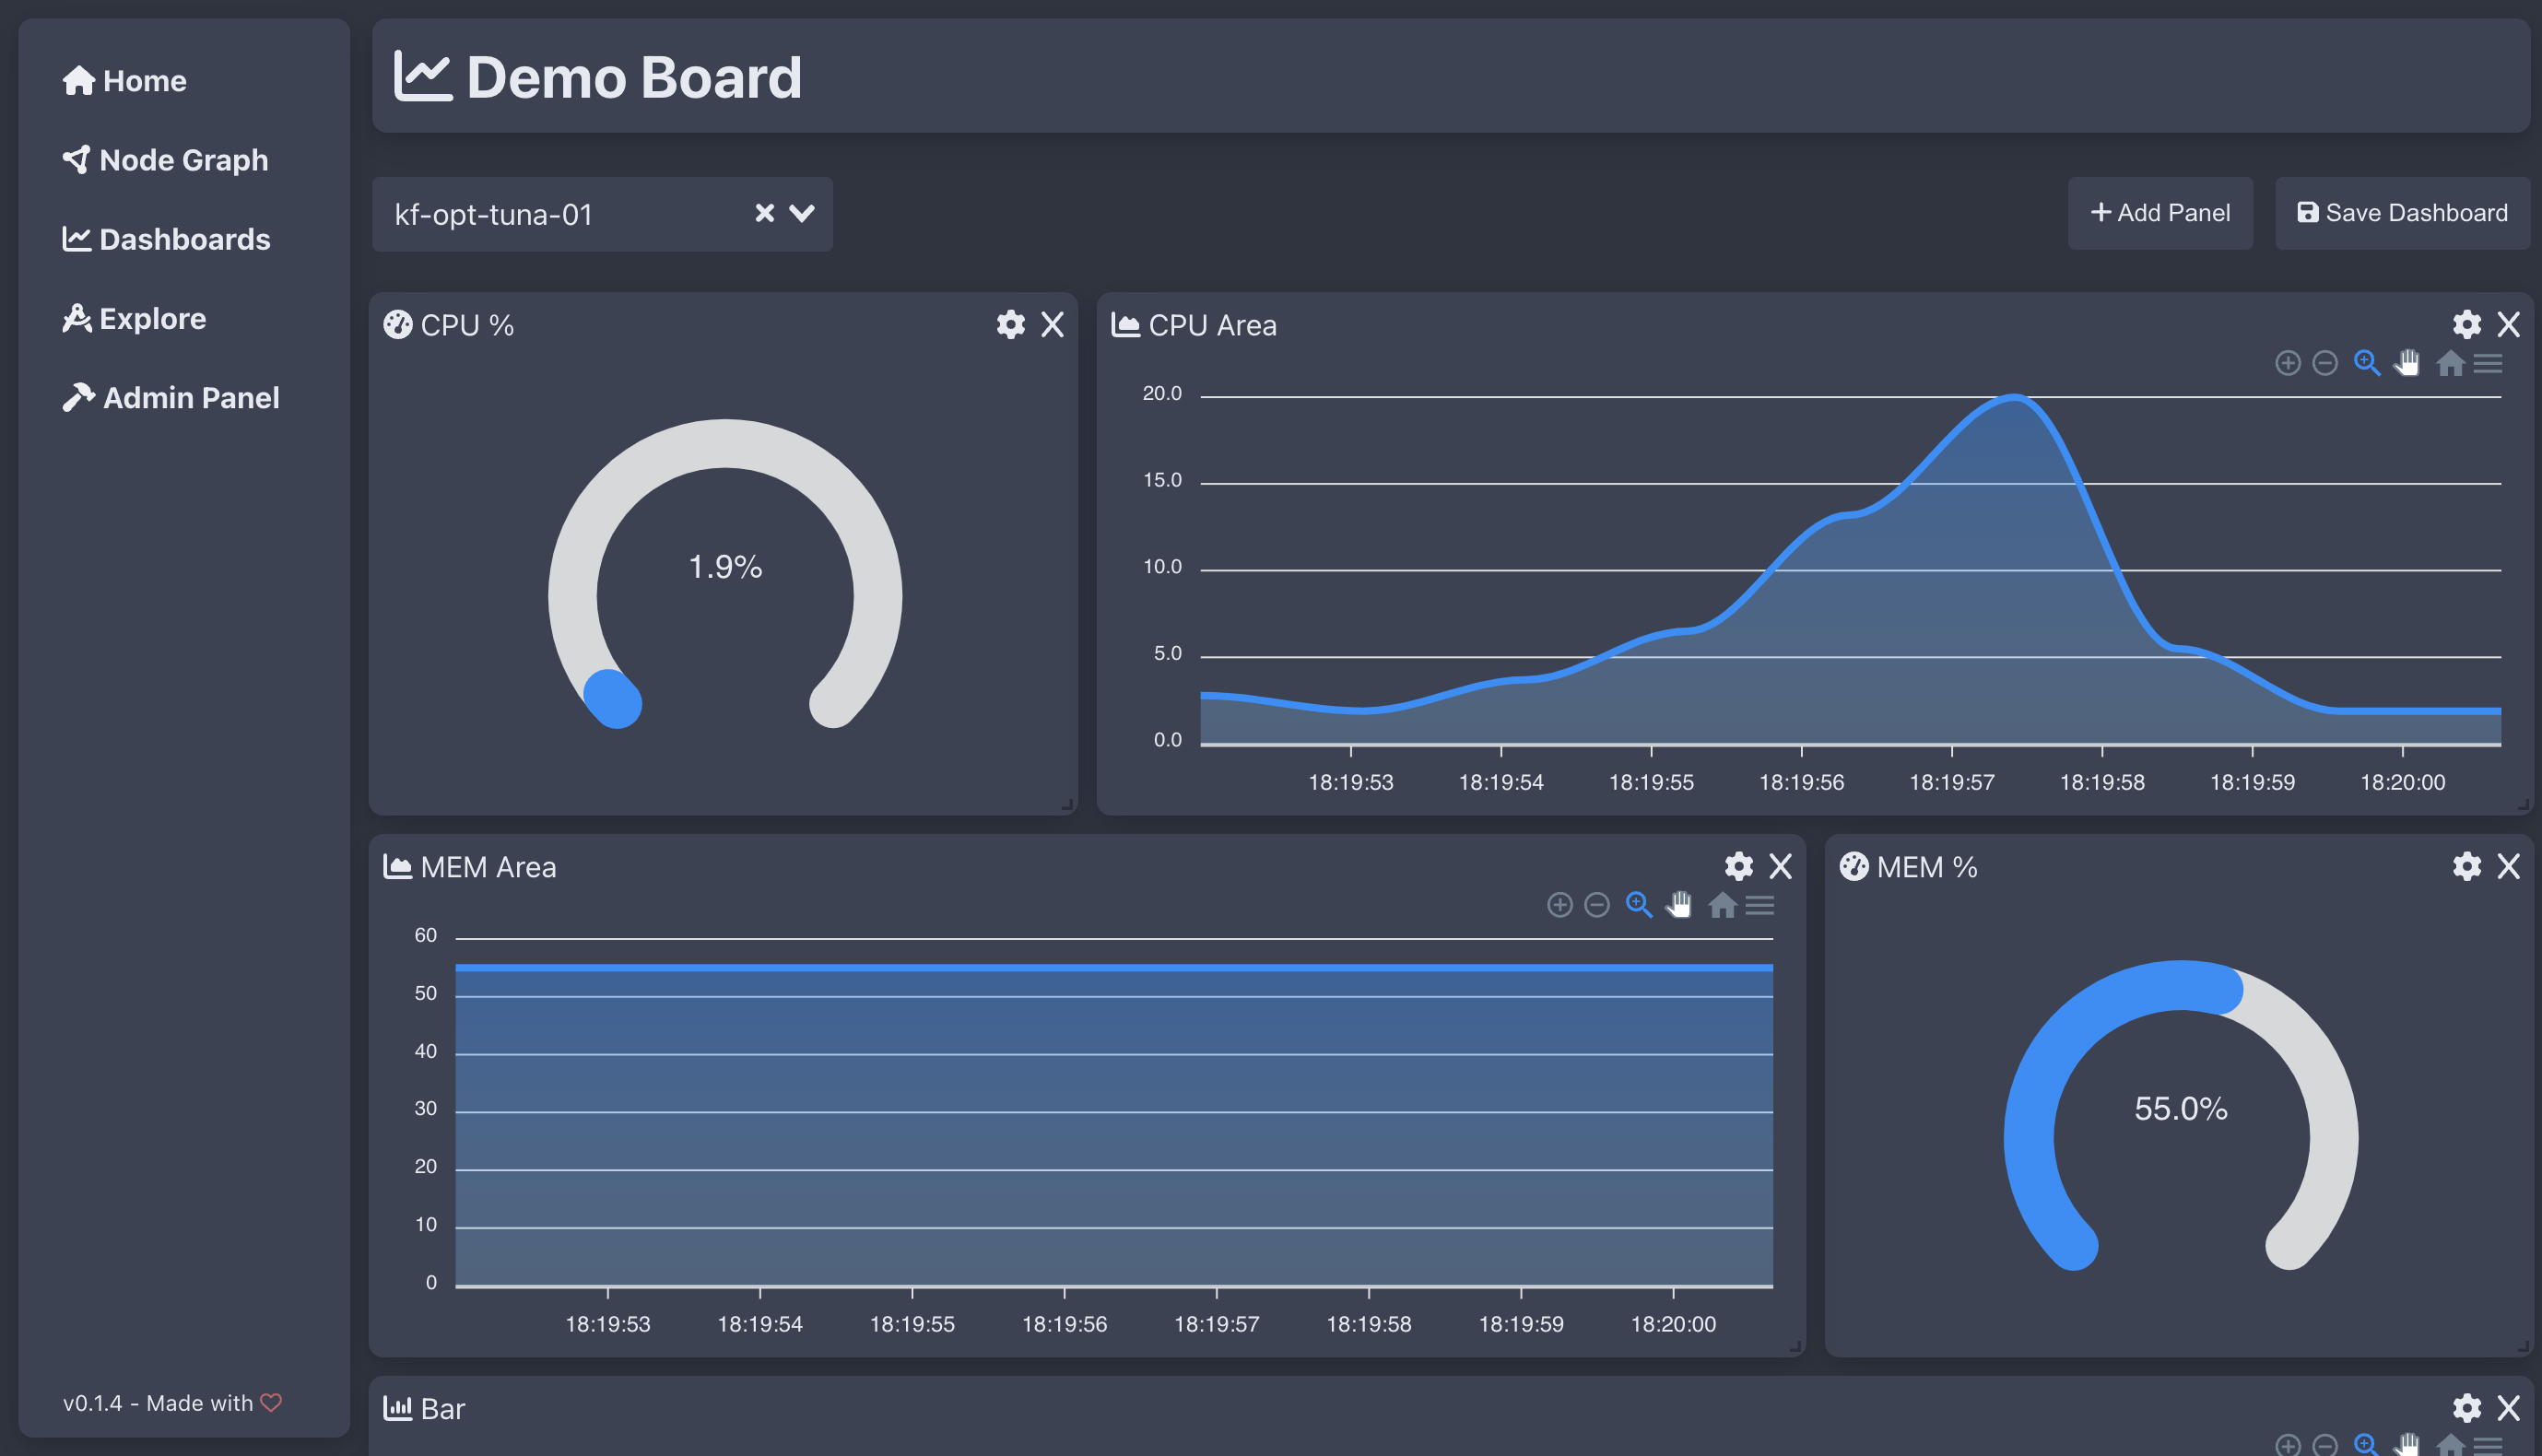 Home
Node Graph
Dashboards
Explore
Admin Panel
v0.1.4 - Made with
Demo Board
kf-opt-tuna-01
Add Panel
Save Dashboard
CPU %
1.9%
CPU Area
20.0
15.0
10.0
5.0
0.0
18:19:53 18:19:54 18:19:55 18:19:56 18:19:57 18:19:58 18:19:59 18:20:00
MEM Area
60
50
40
30
20
10
0
18:19:53 18:19:54 18:19:55 18:19:56 18:19:57 18:19:58 18:19:59 18:20:00
MEM %
55.0%
Bar